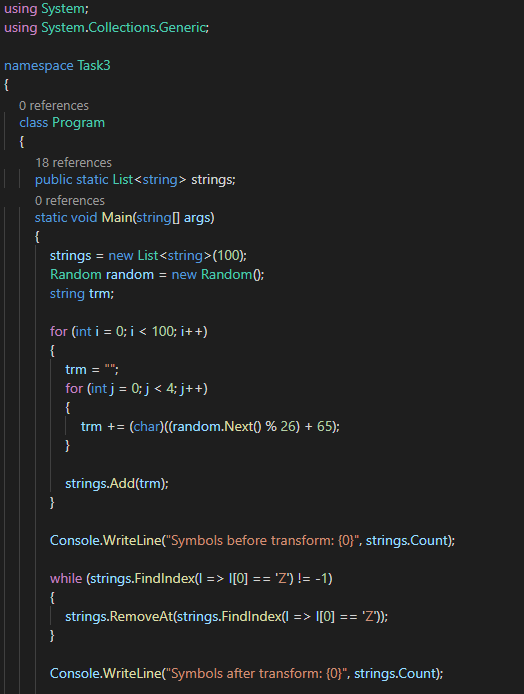 using System;
using System.Collections.Generic;
namespace Task3
{
0 references
class Program
{
18 references
public static List<string> strings;
0 references
static void Main(string[] args)
{
strings = new List<string>(100);
Random random = new Random();
string trm;
for (int i = 0; i < 100; i++)
{
trm = "";
for (int j = 0; j < 4; j++)
{
trm += (char)((random.Next() % 26) + 65);
}
strings.Add(trm);
}
Console.WriteLine("Symbols before transform: {0}", strings.Count);
while (strings.FindIndex(l => l[0] == 'Z') != -1)
{
strings.RemoveAt(strings.FindIndex(l => l[0] == 'Z'));
}
Console.WriteLine("Symbols after transform: {0}", strings.Count);